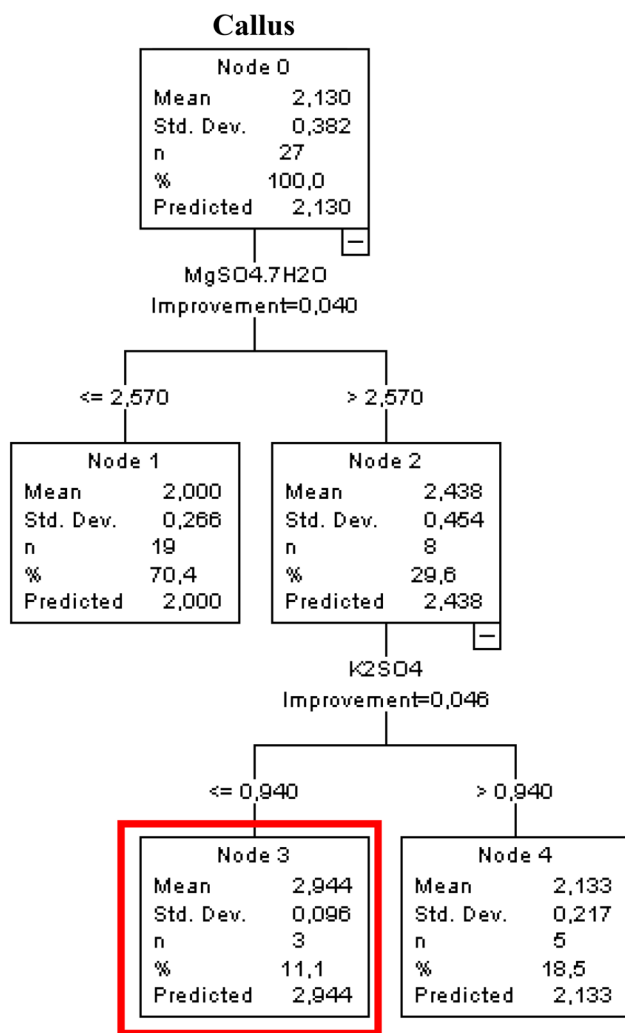 Callus
Node 0
Mean 2,130
Std. Dev. 0,382
n 27
% 100,0
Predicted 2,130
MgSO4.7H2O
Improvement=0,040
<= 2,570
> 2,570
Node 1
Mean 2,000
Std. Dev. 0,266
n 19
% 70,4
Predicted 2,000
Node 2
Mean 2,438
Std. Dev. 0,454
n 8
% 29,6
Predicted 2,438
K2SO4
Improvement=0,046
<= 0,940
> 0,940
Node 3
Mean 2,944
Std. Dev. 0,096
n 3
% 11,1
Predicted 2,944
Node 4
Mean 2,133
Std. Dev. 0,217
n 5
% 18,5
Predicted 2,133